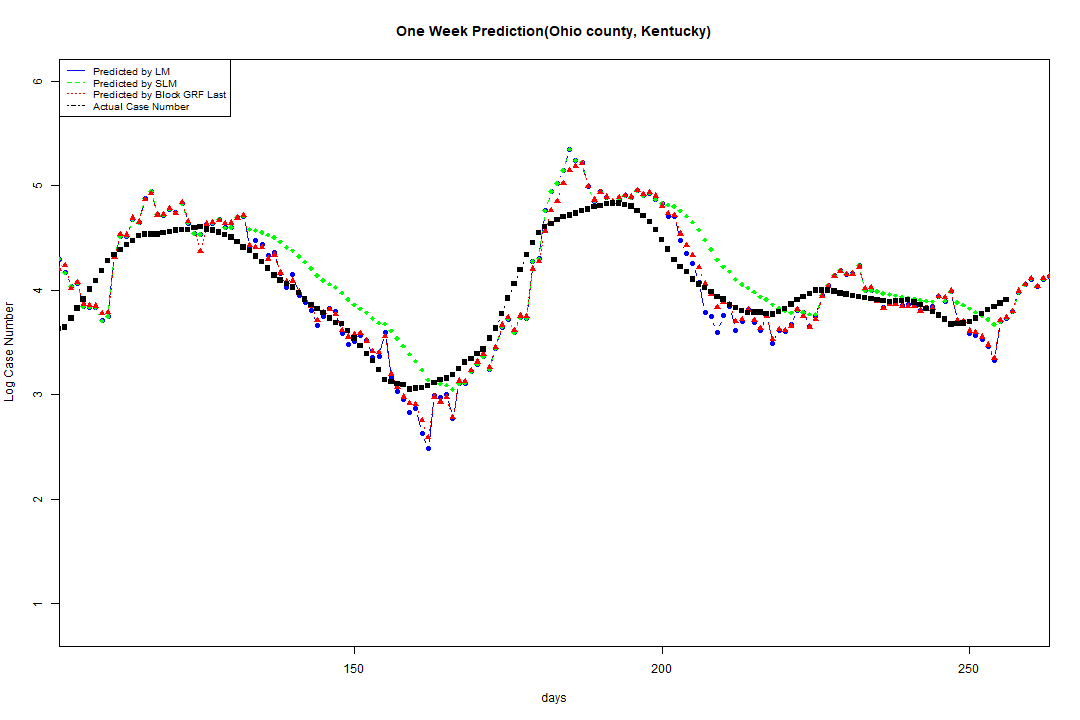 One Week Prediction(Ohio county, Kentucky)
Predicted by LM
Predicted by SLM
Predicted by Block GRF Last
Actual Case Number
6
5
4
3
2
1
Log Case Number
150
200
250
days